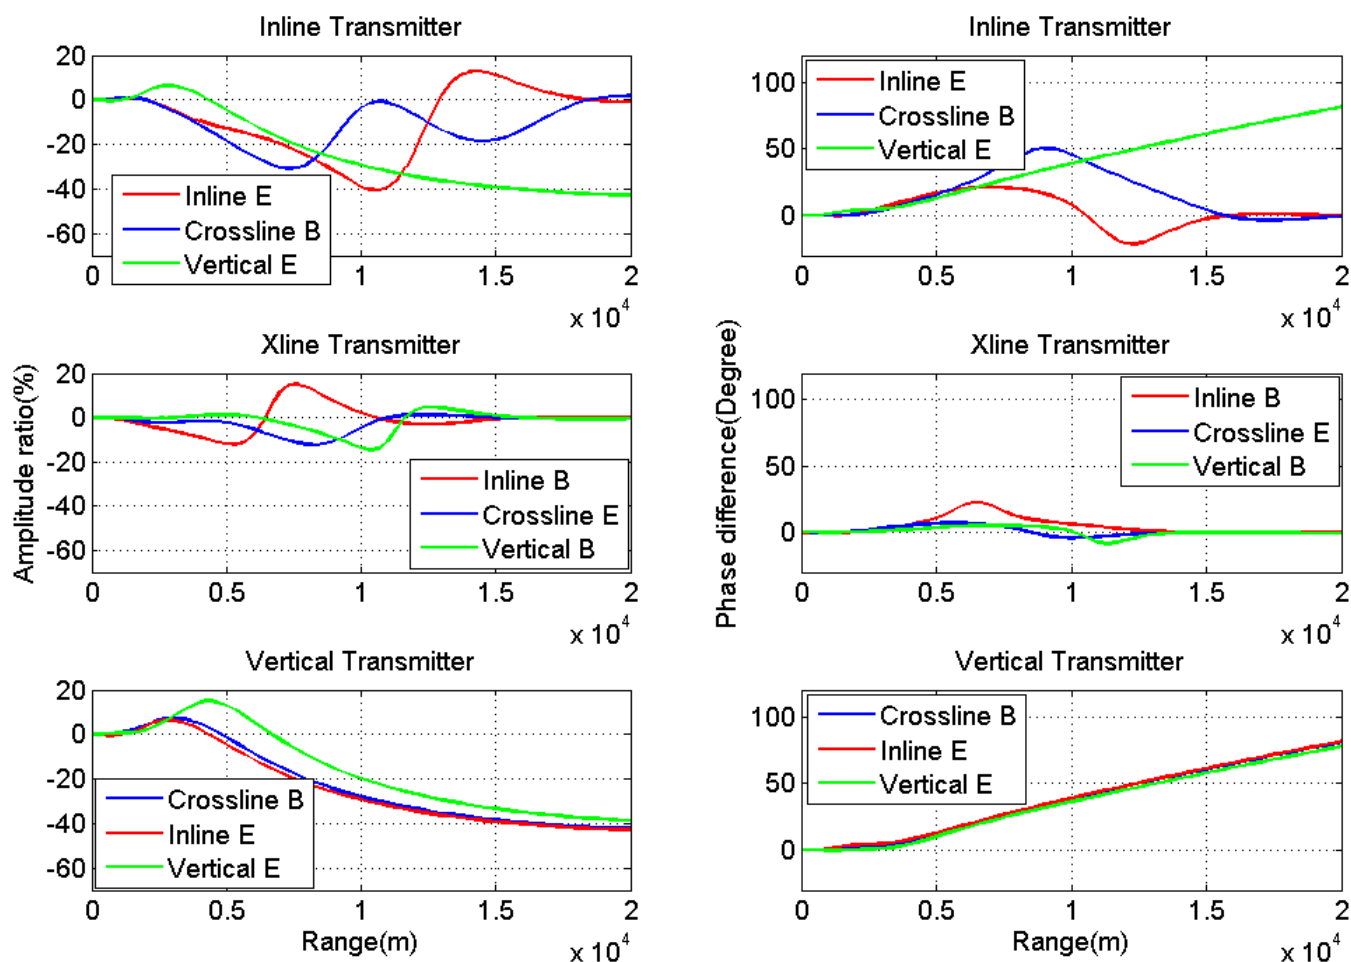 Inline Transmitter
20
0
-20
-40
-60
Inline E
Crossline B
Vertical E
0
0.5
1
1.5
2
x 10^4
Inline Transmitter
100
50
0
Inline E
Crossline B
Vertical E
0
0.5
1
1.5
2
x 10^4
Xline Transmitter
Amplitude ratio(%)
20
0
-20
-40
-60
Inline B
Crossline E
Vertical B
0
0.5
1
1.5
2
x 10^4
Xline Transmitter
Phase difference(Degree)
100
50
0
Inline B
Crossline E
Vertical B
0
0.5
1
1.5
2
x 10^4
Vertical Transmitter
20
0
-20
-40
-60
Crossline B
Inline E
Vertical E
0
0.5
1
1.5
2
Range(m)
x 10^4
Vertical Transmitter
100
50
0
Crossline B
Inline E
Vertical E
0
0.5
1
1.5
2
Range(m)
x 10^4